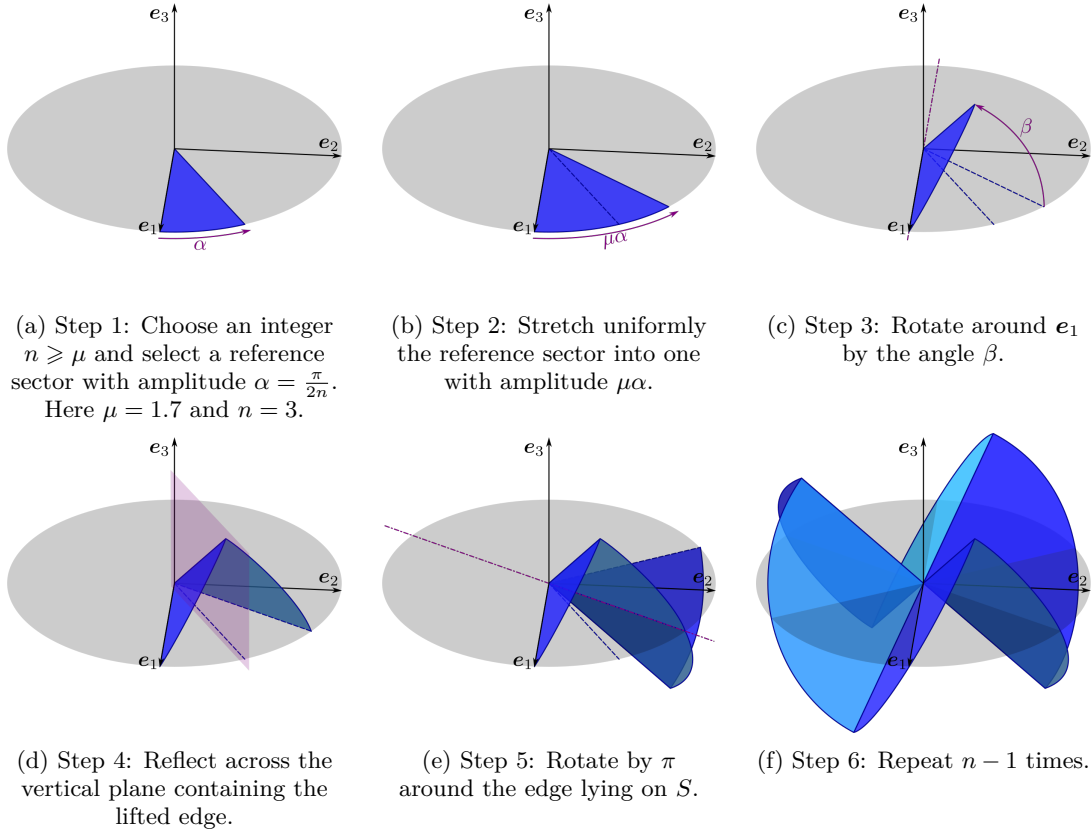 e₃
e₂
e₁
α
e₃
e₂
e₁
μα
e₃
β
e₂
e₁
(a) Step 1: Choose an integer
n ⩾ μ and select a reference
sector with amplitude α = π/2n.
Here μ = 1.7 and n = 3.
(b) Step 2: Stretch uniformly
the reference sector into one
with amplitude μα.
(c) Step 3: Rotate around e₁
by the angle β.
e₃
e₂
e₁
e₃
e₂
e₁
e₃
e₂
e₁
(d) Step 4: Reflect across the
vertical plane containing the
lifted edge.
(e) Step 5: Rotate by π
around the edge lying on S.
(f) Step 6: Repeat n − 1 times.